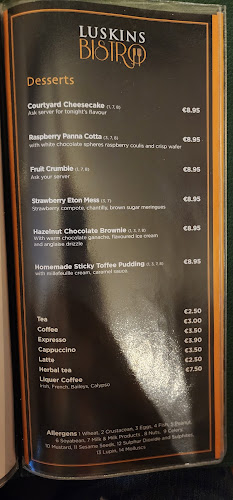 LUSKINS
BISTRO
Desserts
Courtyard Cheesecake (1, 7, 8) €8.95
Ask server for tonight's flavour
Raspberry Panna Cotta (3, 7, 8) €8.95
with white chocolate spheres raspberry coulis and crisp wafer
Fruit Crumble (1, 7, 8) €8.95
Ask your server
Strawberry Eton Mess (3, 7) €8.95
Strawberry compote, chantilly, brown sugar meringues
Hazelnut Chocolate Brownie (1, 3, 7, 8) €8.95
With warm chocolate ganache, flavoured ice cream
and anglaise drizzle
Homemade Sticky Toffee Pudding (1, 3, 7, 8) €8.95
with millefeuille cream, caramel sauce
Tea €2.50
Coffee €3.00
Espresso €3.50
Cappuccino €3.90
Latte €3.50
Herbal tea €2.50
Liquer Coffee €7.50
Irish, French, Baileys, Calypso
Allergens 1 Wheat, 2 Crustacean, 3 Eggs, 4 Fish, 5 Peanut,
6 Soyabean, 7 Milk & Milk Products, 8 Nuts, 9 Celery,
10 Mustard, 11 Sesame Seeds, 12 Sulphur Dioxide and Sulphites,
13 Lupin, 14 Molluscs